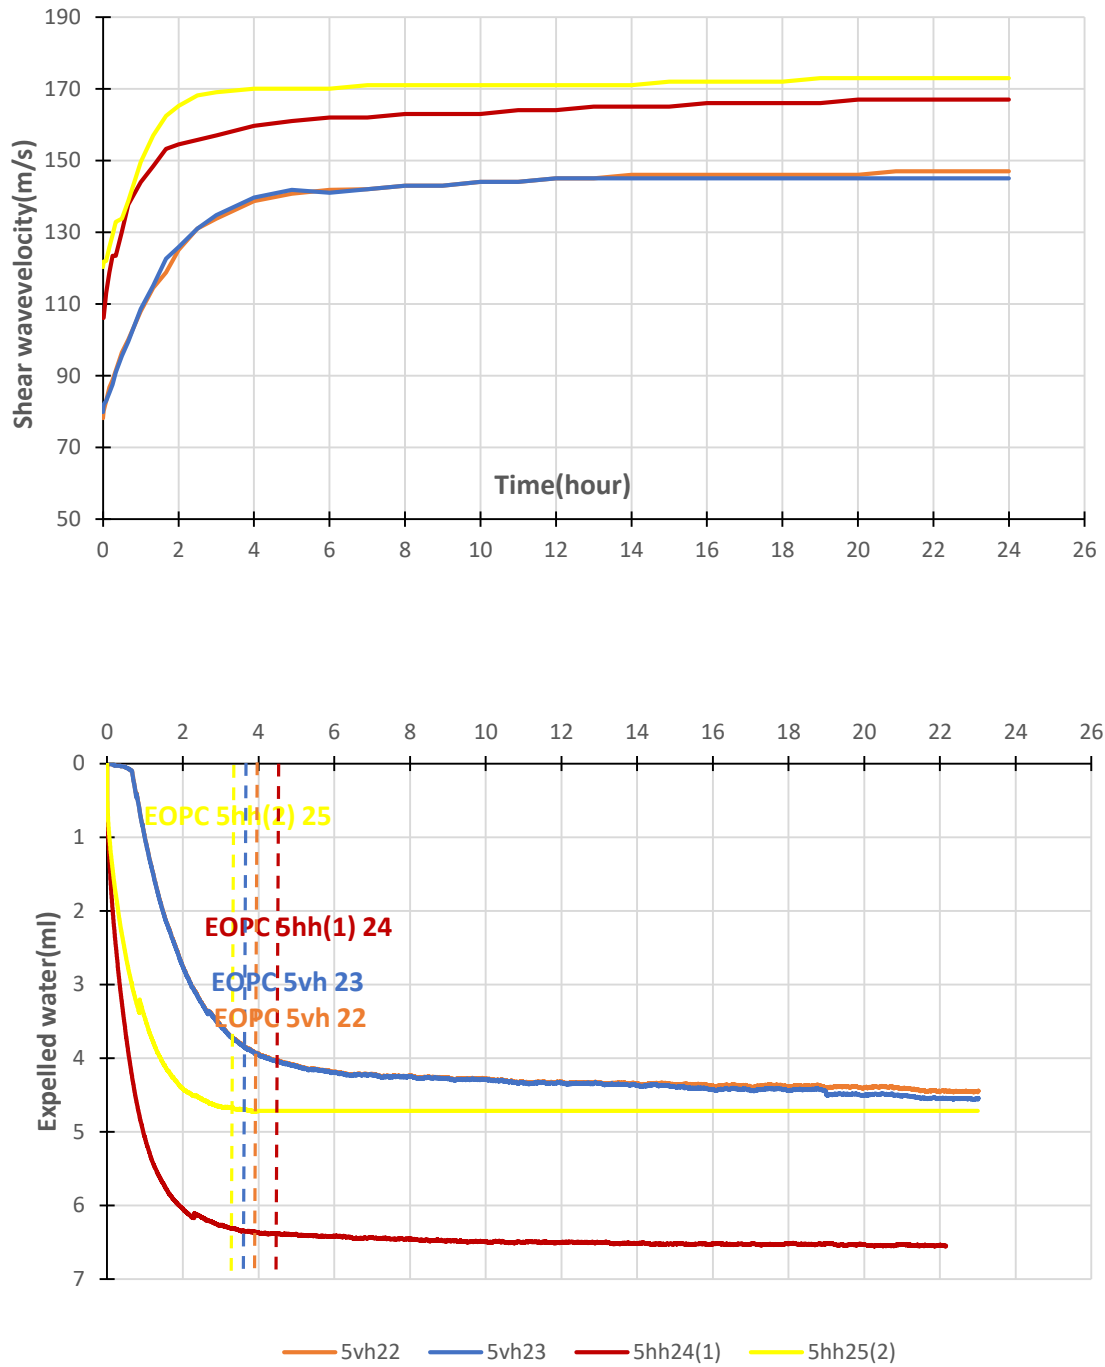 190
170
150
130
110
90
70
50
Shear wavevelocity(m/s)
Time(hour)
0 2 4 6 8 10 12 14 16 18 20 22 24 26
0 2 4 6 8 10 12 14 16 18 20 22 24 26
0
1
2
3
4
5
6
7
Expelled water(ml)
EOPC 5hh(2) 25
EOPC 5hh(1) 24
EOPC 5vh 23
EOPC 5vh 22
5vh22 5vh23 5hh24(1) 5hh25(2)